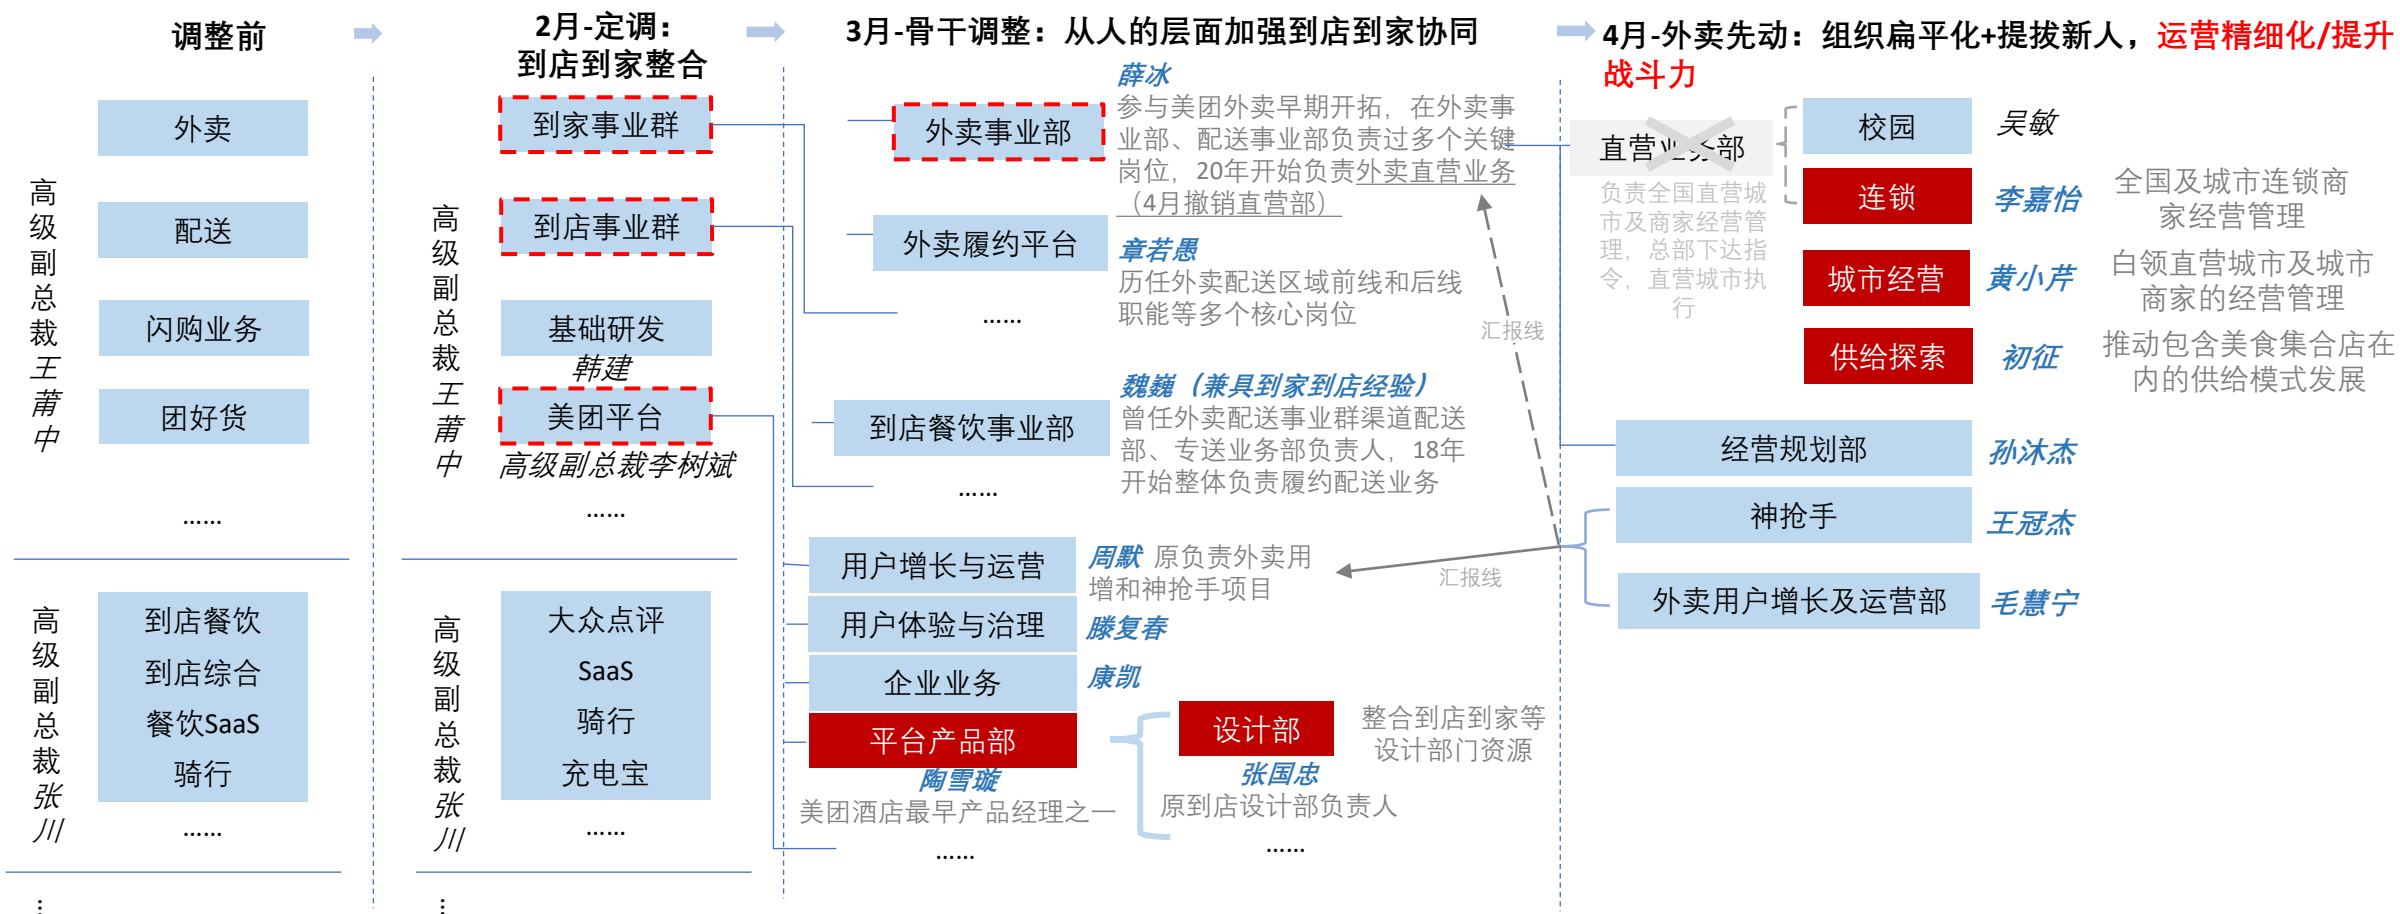 调整前
外卖
配送
闪购业务
团好货
……
高级副总裁王莆中
到店餐饮
到店综合
餐饮SaaS
骑行
……
高级副总裁张川
…
2月-定调：
到店到家整合
到家事业群
到店事业群
基础研发
韩建
美团平台
高级副总裁李树斌
……
高级副总裁王莆中
大众点评
SaaS
骑行
充电宝
……
高级副总裁张川
…
3月-骨干调整：从人的层面加强到店到家协同
外卖事业部
薛冰
参与美团外卖早期开拓，在外卖事
业部、配送事业部负责过多个关键
岗位，20年开始负责外卖直营业务
（4月撤销直营部）
外卖履约平台
章若愚
历任外卖配送区域前线和后线
职能等多个核心岗位
……
到店餐饮事业部
魏巍（兼具到家到店经验）
曾任外卖配送事业群渠道配送
部、专送业务部负责人，18年
开始整体负责履约配送业务
……
用户增长与运营
周默 原负责外卖用
增和神抢手项目
用户体验与治理
滕复春
企业业务
康凯
平台产品部
陶雪璇
美团酒店最早产品经理之一
……
设计部
张国忠
原到店设计部负责人
整合到店到家等
设计部门资源
……
汇报线
汇报线
4月-外卖先动：组织扁平化+提拔新人，运营精细化/提升
战斗力
直营业务部
负责全国直营城
市及商家经营管
理，总部下达指
令，直营城市执
行
校园
吴敏
连锁
李嘉怡
全国及城市连锁商
家经营管理
城市经营
黄小芹
白领直营城市及城市
商家的经营管理
供给探索
初征
推动包含美食集合店在
内的供给模式发展
经营规划部
孙沐杰
神抢手
王冠杰
外卖用户增长及运营部
毛慧宁